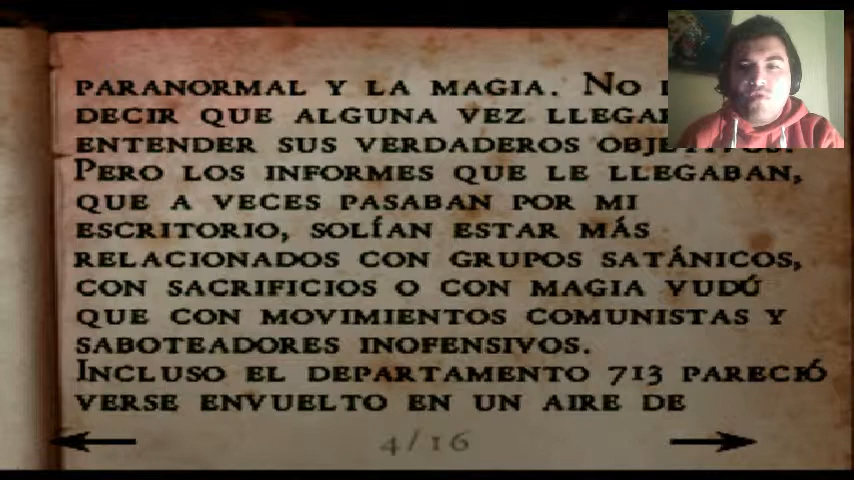 PARANORMAL Y LA MAGIA. NO
DECIR QUE ALGUNA VEZ
ENTENDER SUS VERDADEROS
PERO LOS INFORMES QUE LE LLEGABAN,
QUE A VECES PASABAN POR MI
ESCRITORIO, SOLÍAN ESTAR MÁS
RELACIONADOS CON GRUPOS SATÁNICOS,
CON SACRIFICIOS O CON MAGIA VUDÚ
QUE CON MOVIMIENTOS COMUNISTAS Y
SABOTEADORES INOFENSIVOS.
INCLUSO EL DEPARTAMENTO 713 PARECIÓ
VERSE ENVUELTO EN UN AIRE DE
4/16